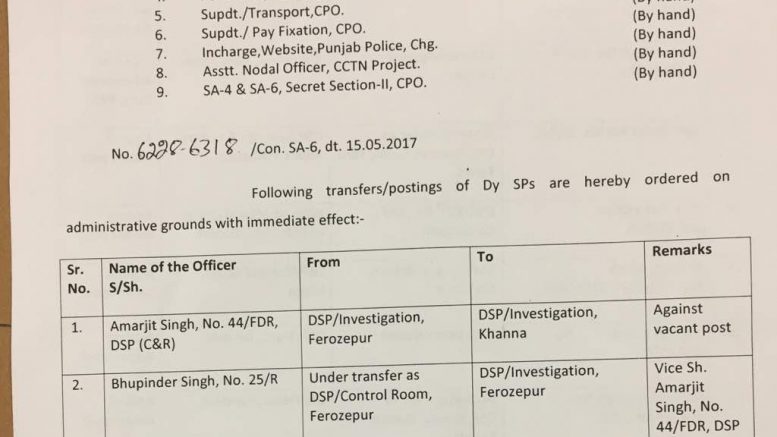 5. Supdt./Transport,CPO. (By hand)
6. Supdt./ Pay Fixation, CPO. (By hand)
7. Incharge,Website,Punjab Police, Chg. (By hand)
8. Asstt. Nodal Officer, CCTN Project. (By hand)
9. SA-4 & SA-6, Secret Section-II, CPO.
No. 6298-6318 /Con. SA-6, dt. 15.05.2017
Following transfers/postings of Dy SPs are hereby ordered on
administrative grounds with immediate effect:-
Sr. No. Name of the Officer S/Sh. From To Remarks
1. Amarjit Singh, No. 44/FDR, DSP (C&R) DSP/Investigation, Ferozepur DSP/Investigation, Khanna Against vacant post
2. Bhupinder Singh, No. 25/R Under transfer as DSP/Control Room, Ferozepur DSP/Investigation, Ferozepur Vice Sh. Amarjit Singh, No. 44/FDR, DSP